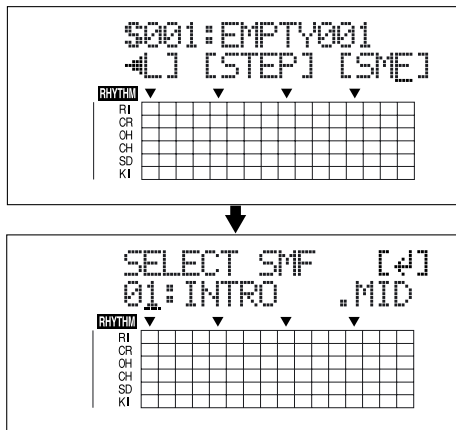 S001:EMPTY001
[STEP] [SMF]
RHYTHM
RI
CR
OH
CH
SD
KI
SELECT SMF [↲]
01:INTRO .MID
RHYTHM
RI
CR
OH
CH
SD
KI